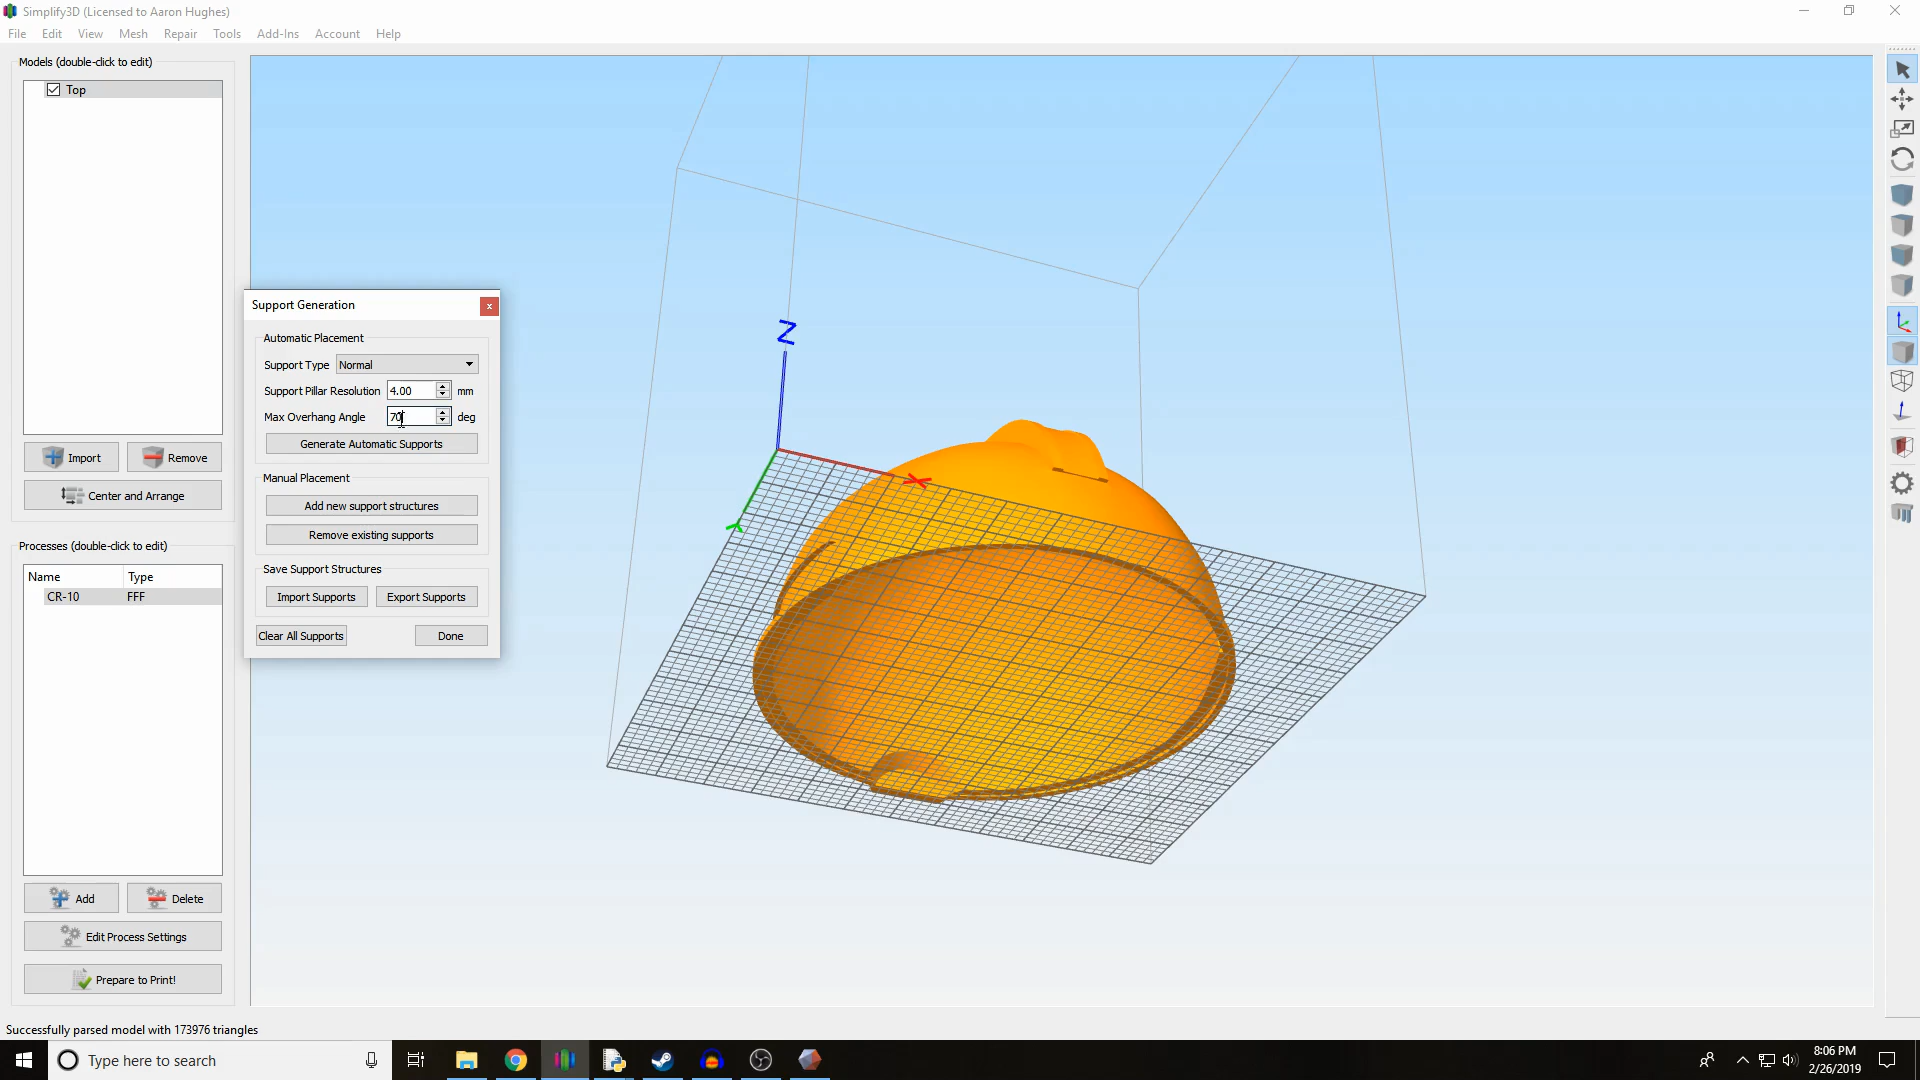 Simplify3D (Licensed to Aaron Hughes)
File Edit View Mesh Repair Tools Add-Ins Account Help
Models (double-click to edit)
Top
Import Remove
Center and Arrange
Processes (double-click to edit)
Name Type
CR-10 FFF
Add Delete
Edit Process Settings
Prepare to Print!
Support Generation
x
Automatic Placement
Support Type Normal
Support Pillar Resolution 4.00 mm
Max Overhang Angle 70 deg
Generate Automatic Supports
Manual Placement
Add new support structures
Remove existing supports
Save Support Structures
Import Supports Export Supports
Clear All Supports Done
Z
X
Y
Successfully parsed model with 173976 triangles
Type here to search
8:06 PM
2/26/2019